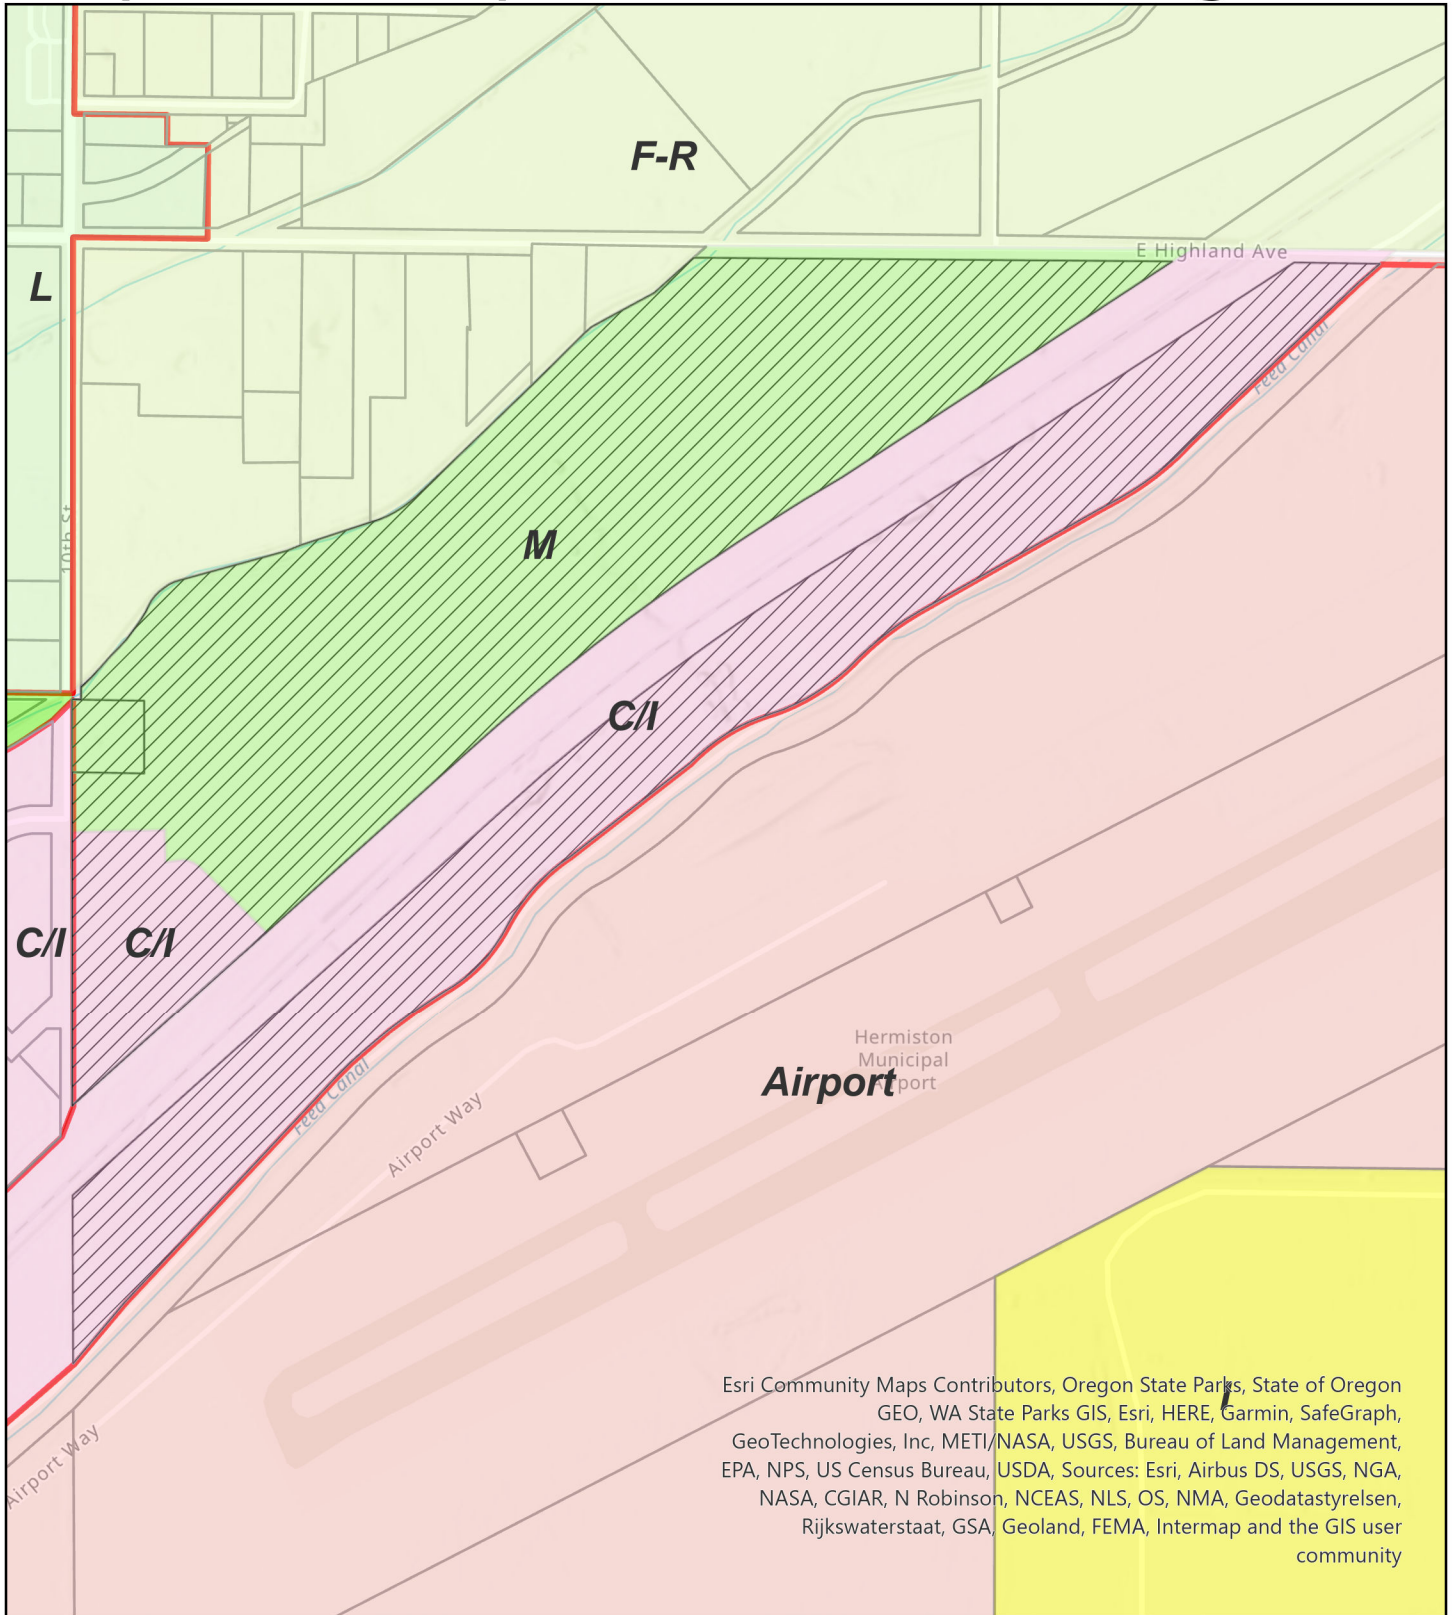 F-R
E Highland Ave
L
Feed Canal
10th St
M
C/I
C/I
C/I
Hermiston
Municipal
Airport
Airport
Feed Canal
Airport Way
Esri Community Maps Contributors, Oregon State Parks, State of Oregon
I
GEO, WA State Parks GIS, Esri, HERE, Garmin, SafeGraph,
GeoTechnologies, Inc, METI/NASA, USGS, Bureau of Land Management,
EPA, NPS, US Census Bureau, USDA, Sources: Esri, Airbus DS, USGS, NGA,
NASA, CGIAR, N Robinson, NCEAS, NLS, OS, NMA, Geodatastyrelsen,
Rijkswaterstaat, GSA, Geoland, FEMA, Intermap and the GIS user
community
Airport Way